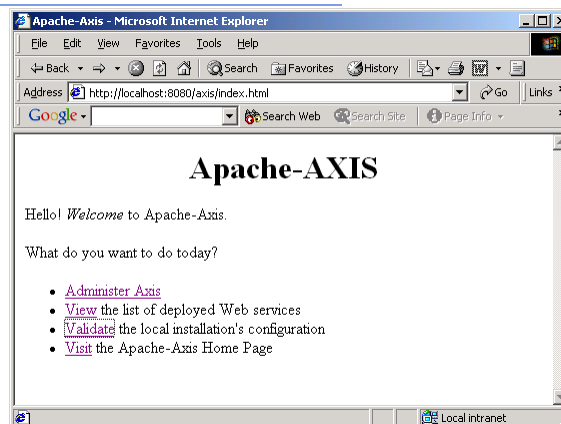 Apache-Axis - Microsoft Internet Explorer
File Edit View Favorites Tools Help
Back Search Favorites History
Address http://localhost:8080/axis/index.html Go Links
Google Search Web Search Site Page Info
Apache-AXIS
Hello! Welcome to Apache-Axis.
What do you want to do today?
• Administer Axis
• View the list of deployed Web services
• Validate the local installation's configuration
• Visit the Apache-Axis Home Page
Local intranet